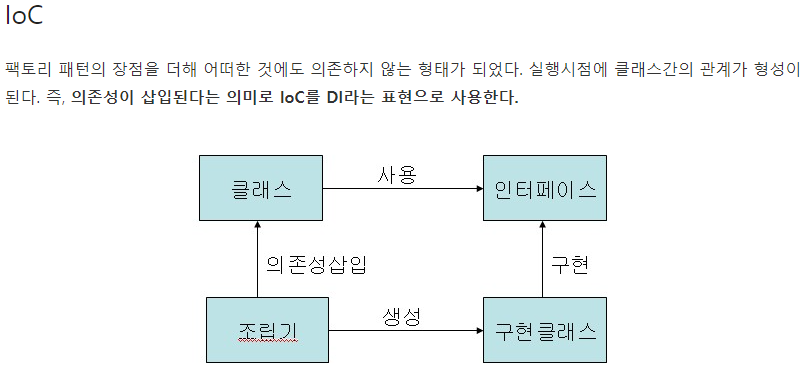 IoC
팩토리 패턴의 장점을 더해 어떠한 것에도 의존하지 않는 형태가 되었다. 실행시점에 클래스간의 관계가 형성이
된다. 즉, 의존성이 삽입된다는 의미로 IoC를 DI라는 표현으로 사용한다.
사용
클래스
인터페이스
의존성삽입
구현
생성
조립기
구현클래스